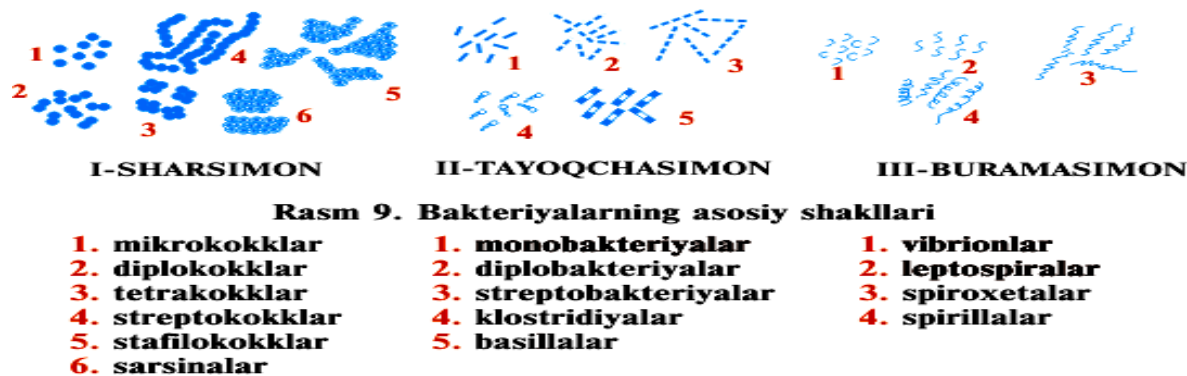 1
2
3
4
5
6
I-SHARSIMON
1
2
3
4
5
II-TAYOQCHASIMON
1
2
3
4
III-BURAMASIMON
Rasm 9. Bakteriyalarning asosiy shakllari
1. mikrokokklar
2. diplokokklar
3. tetrakokklar
4. streptokokklar
5. stafilokokklar
6. sarsinalar
1. monobakteriyalar
2. diplobakteriyalar
3. streptobakteriyalar
4. klostridiyalar
5. basillalar
1. vibrionlar
2. leptospiralar
3. spiroxetalar
4. spirillalar